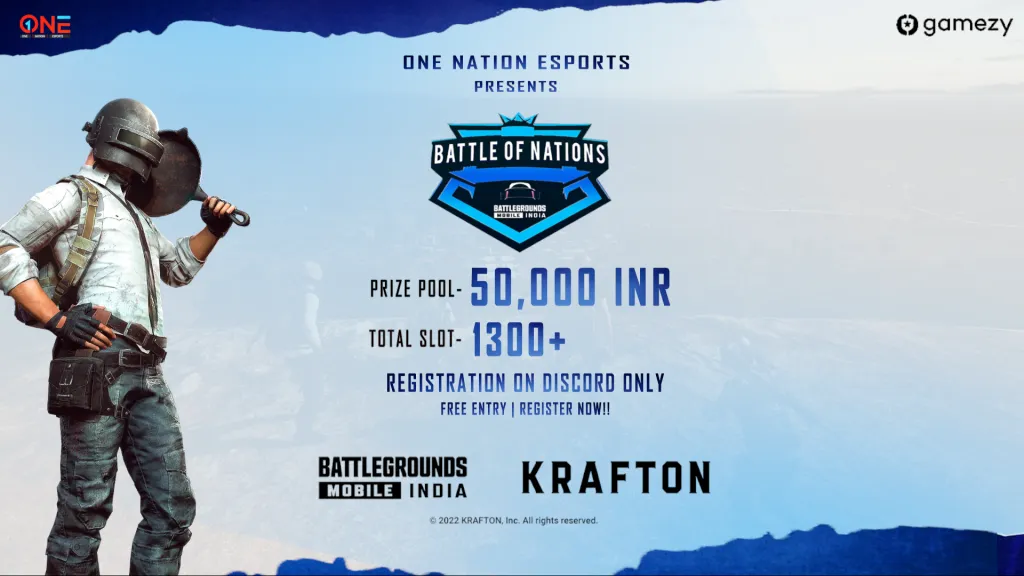 ONE
gamezy
ONE NATION ESPORTS
PRESENTS
BATTLE OF NATIONS
BATTLEGROUNDS
MOBILE INDIA
PRIZE POOL- 50,000 INR
TOTAL SLOT- 1300+
REGISTRATION ON DISCORD ONLY
FREE ENTRY | REGISTER NOW!!
BATTLEGROUNDS
MOBILE INDIA
KRAFTON
© 2022 KRAFTON, Inc. All rights reserved.